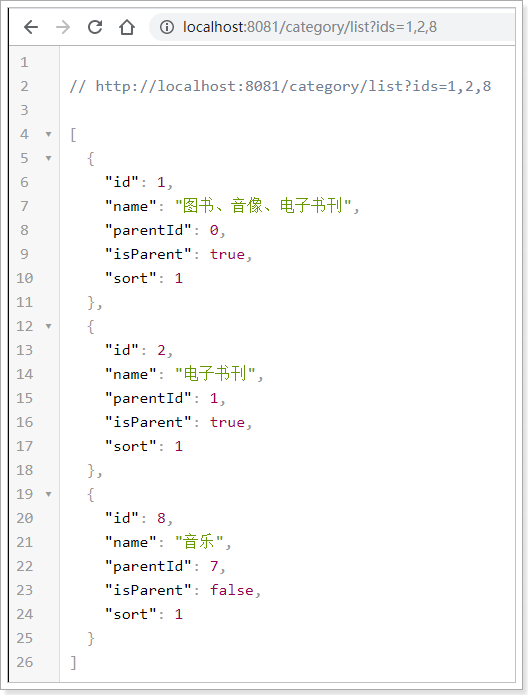 localhost:8081/category/list?ids=1,2,8
1
2 // http://localhost:8081/category/list?ids=1,2,8
3
4 [
5 {
6 "id": 1,
7 "name": "图书、音像、电子书刊",
8 "parentId": 0,
9 "isParent": true,
10 "sort": 1
11 },
12 {
13 "id": 2,
14 "name": "电子书刊",
15 "parentId": 1,
16 "isParent": true,
17 "sort": 1
18 },
19 {
20 "id": 8,
21 "name": "音乐",
22 "parentId": 7,
23 "isParent": false,
24 "sort": 1
25 }
26 ]